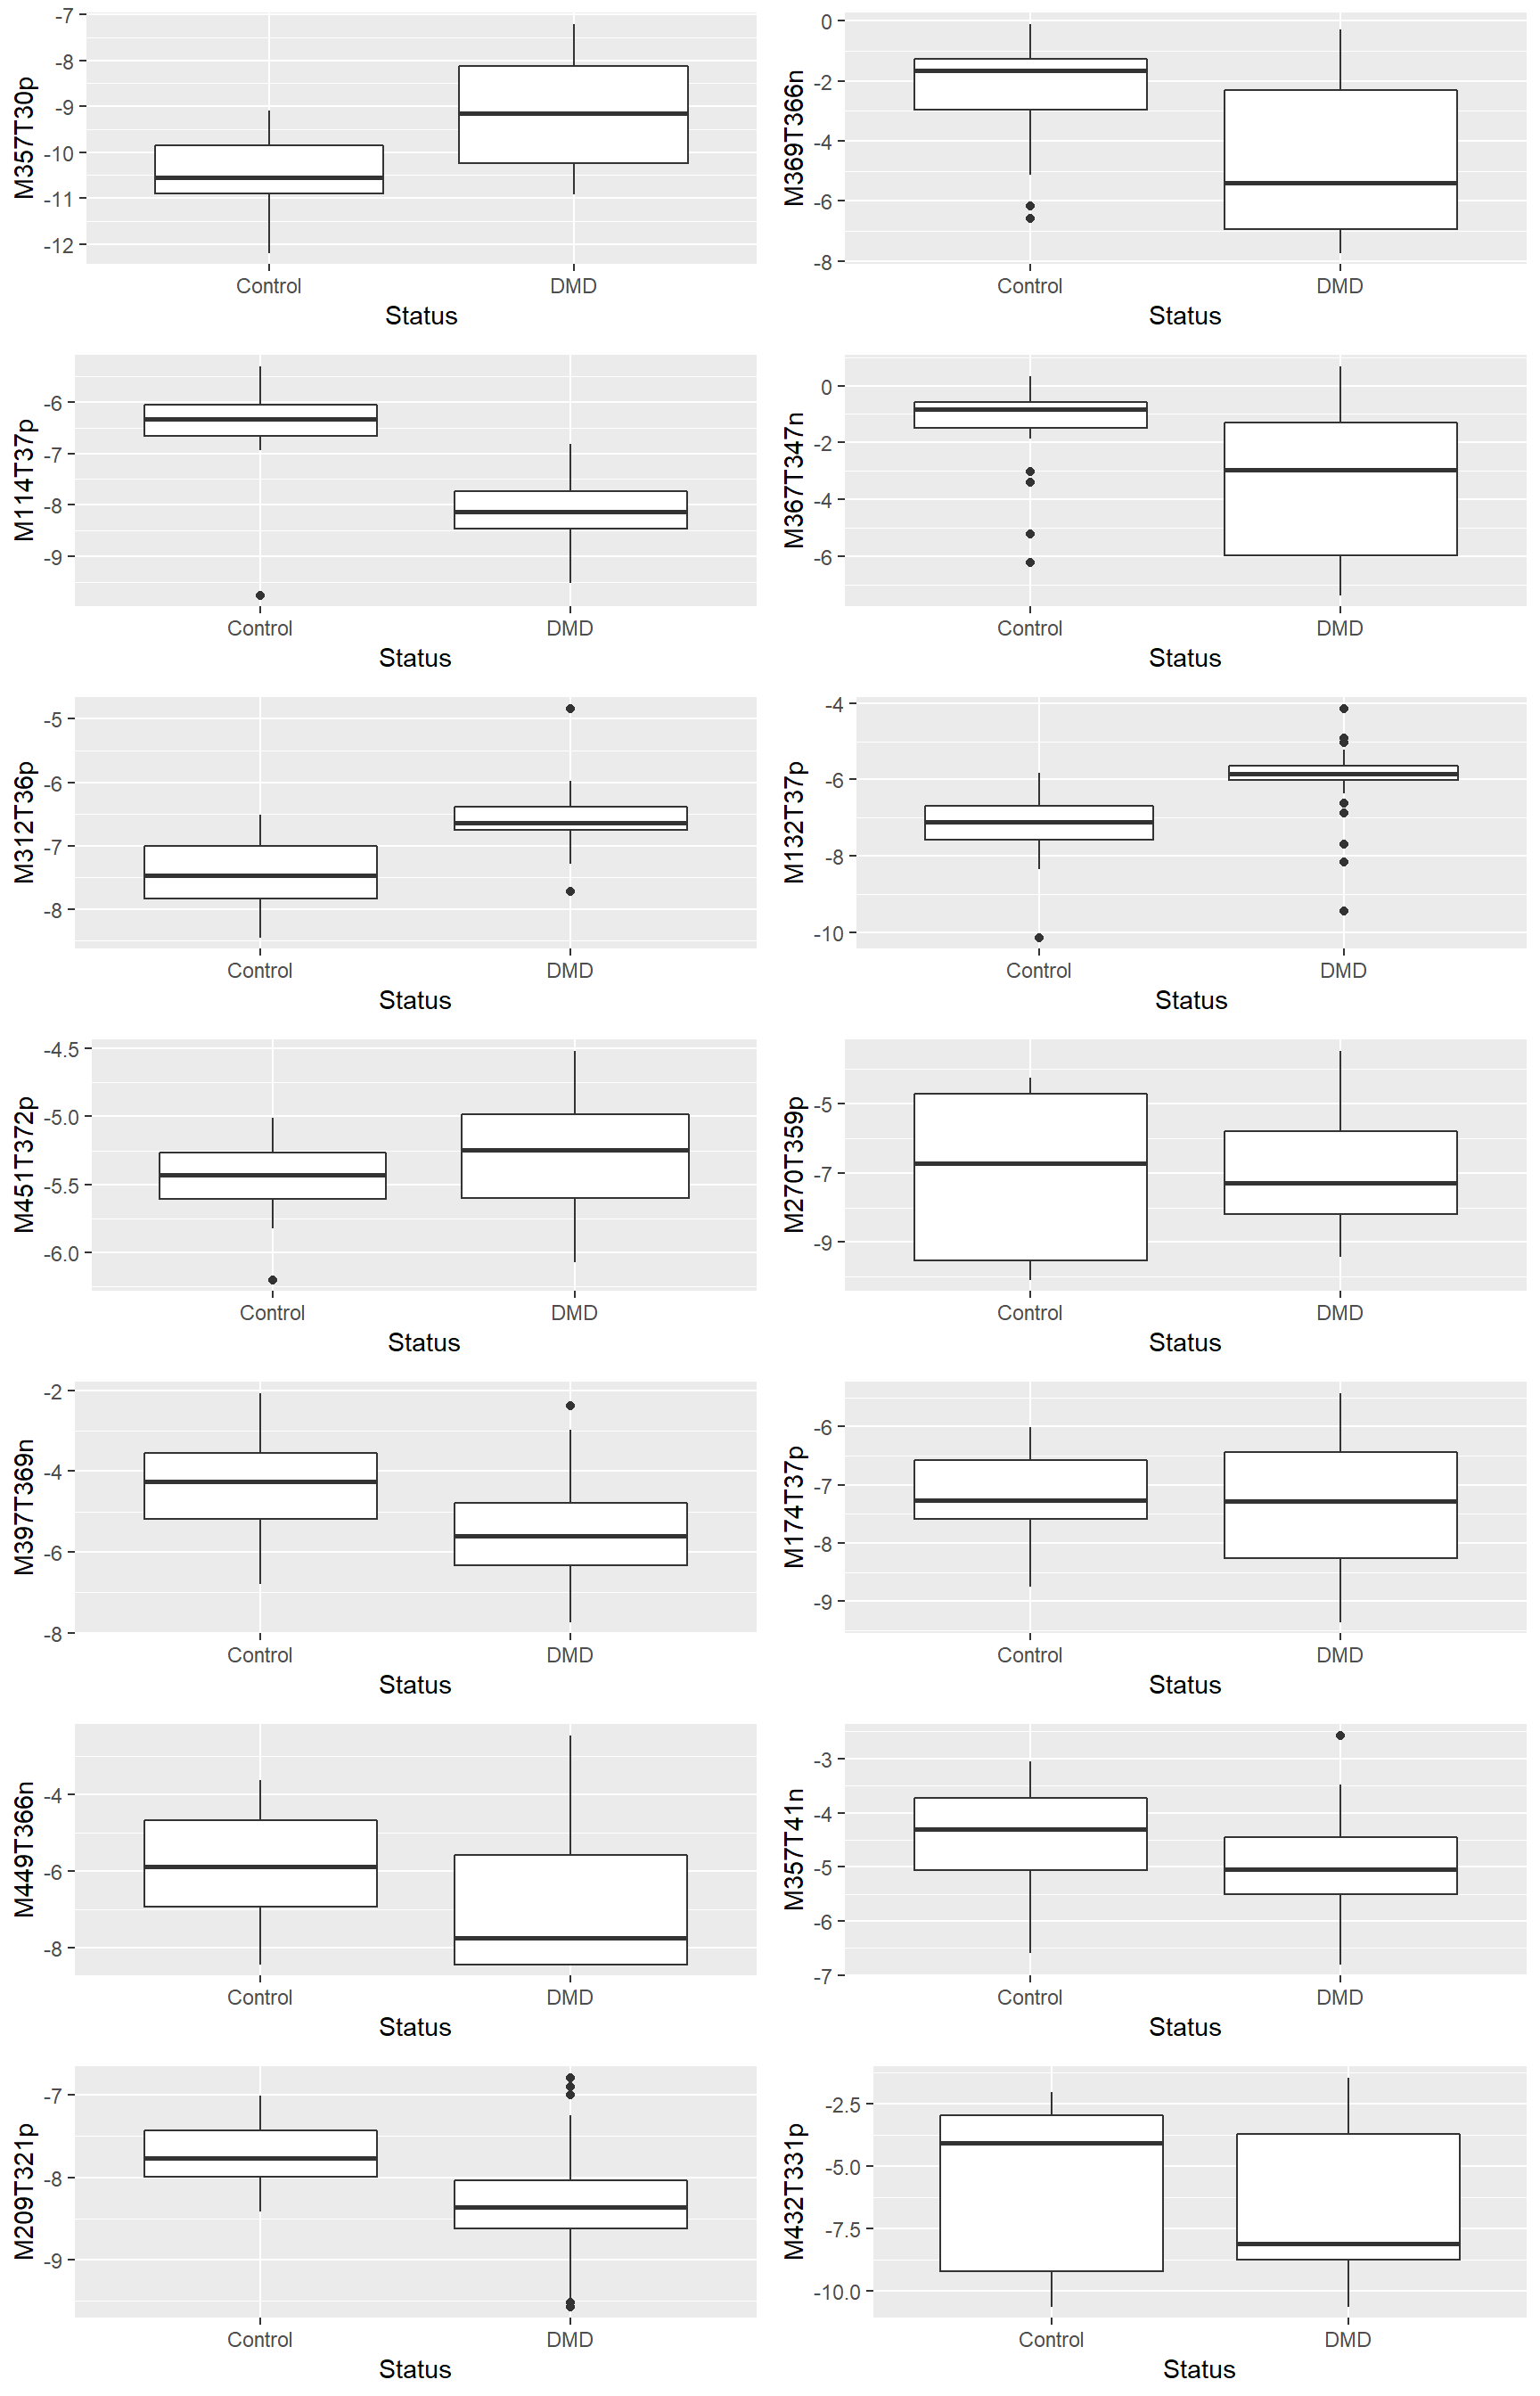 M357T30p
-7
-8
-9
-10
-11
-12
Control DMD
Status
M369T366n
0
-2
-4
-6
-8
Control DMD
Status
M114T37p
-6
-7
-8
-9
Control DMD
Status
M367T347n
0
-2
-4
-6
Control DMD
Status
M312T36p
-5
-6
-7
-8
Control DMD
Status
M132T37p
-4
-6
-8
-10
Control DMD
Status
M451T372p
-4.5
-5.0
-5.5
-6.0
Control DMD
Status
M270T359p
-5
-7
-9
Control DMD
Status
M397T369n
-2
-4
-6
-8
Control DMD
Status
M174T37p
-6
-7
-8
-9
Control DMD
Status
M449T366n
-4
-6
-8
Control DMD
Status
M357T41n
-3
-4
-5
-6
-7
Control DMD
Status
M209T321p
-7
-8
-9
Control DMD
Status
M432T331p
-2.5
-5.0
-7.5
-10.0
Control DMD
Status